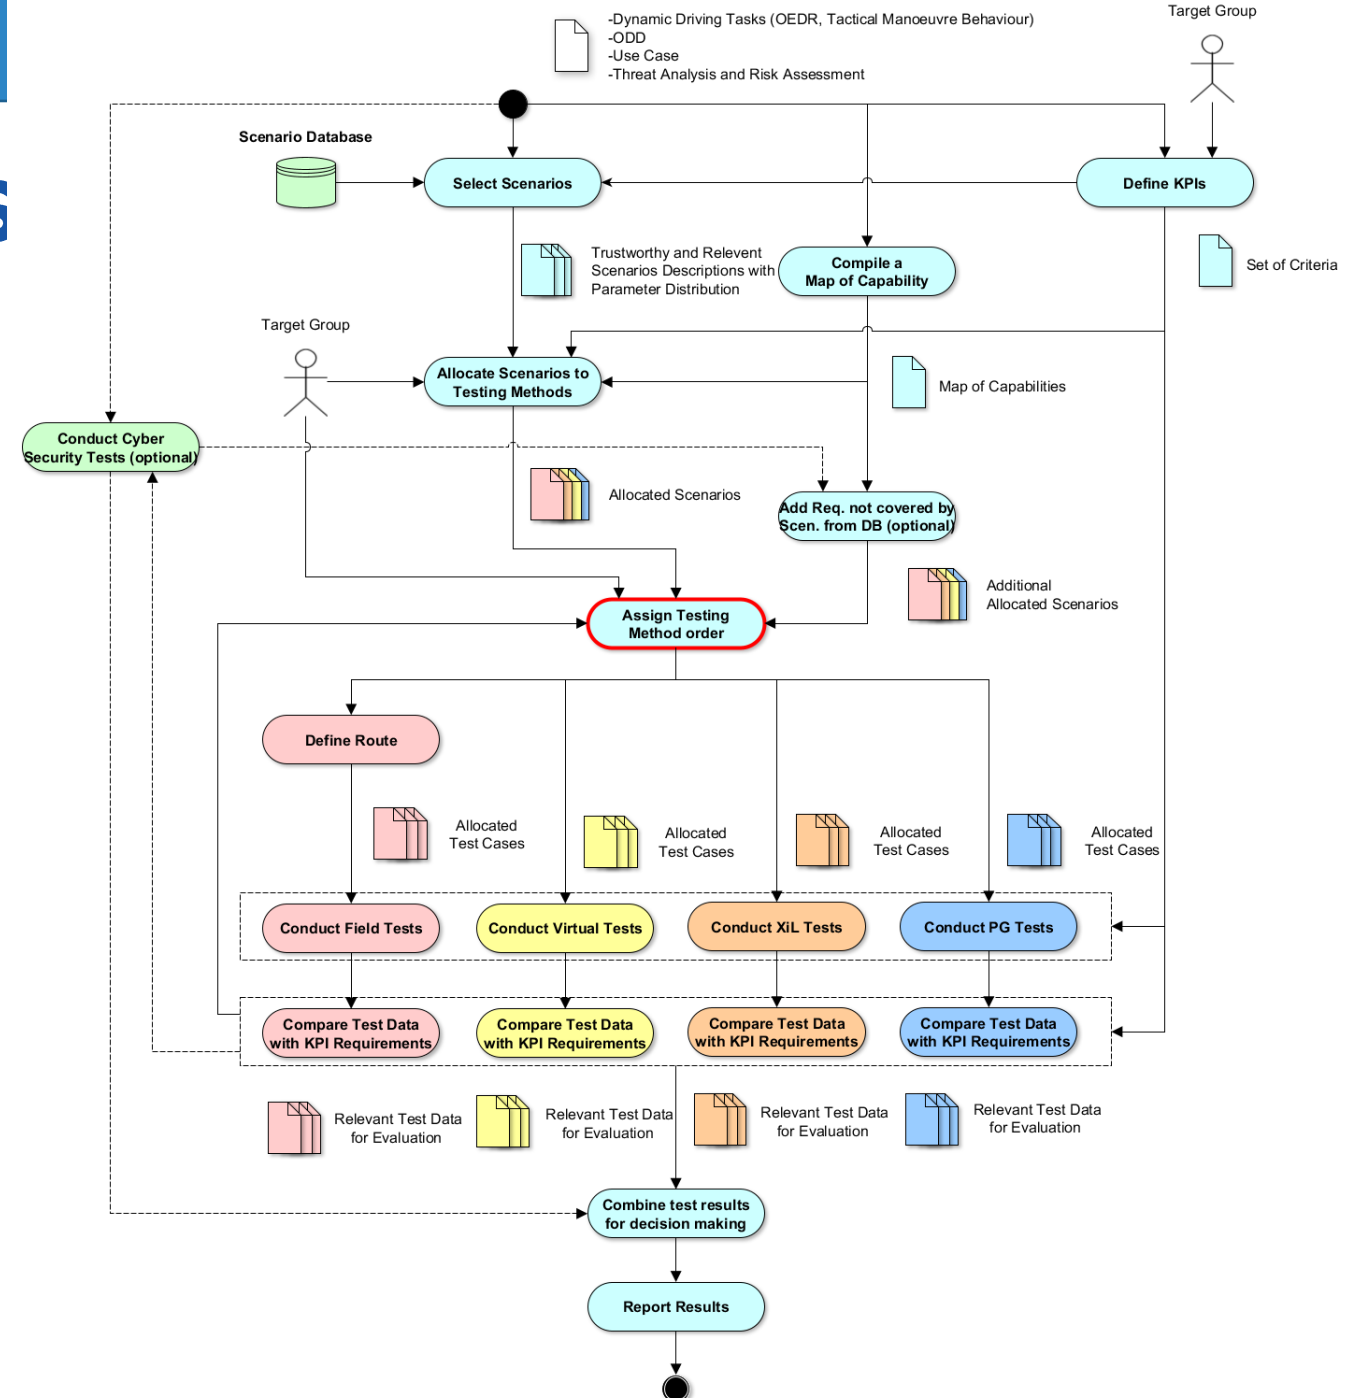 -Dynamic Driving Tasks (OEDR, Tactical Manoeuvre Behaviour)
-ODD
-Use Case
-Threat Analysis and Risk Assessment
Target Group
Scenario Database
Select Scenarios
Define KPIs
Trustworthy and Relevent
Scenarios Descriptions with
Parameter Distribution
Compile a
Map of Capability
Set of Criteria
Target Group
Allocate Scenarios to
Testing Methods
Map of Capabilities
Conduct Cyber
Security Tests (optional)
Allocated Scenarios
Add Req. not covered by
Scen. from DB (optional)
Additional
Allocated Scenarios
Assign Testing
Method order
Define Route
Allocated
Test Cases
Allocated
Test Cases
Allocated
Test Cases
Allocated
Test Cases
Conduct Field Tests
Conduct Virtual Tests
Conduct XiL Tests
Conduct PG Tests
Compare Test Data
with KPI Requirements
Compare Test Data
with KPI Requirements
Compare Test Data
with KPI Requirements
Compare Test Data
with KPI Requirements
Relevant Test Data
for Evaluation
Relevant Test Data
for Evaluation
Relevant Test Data
for Evaluation
Relevant Test Data
for Evaluation
Combine test results
for decision making
Report Results